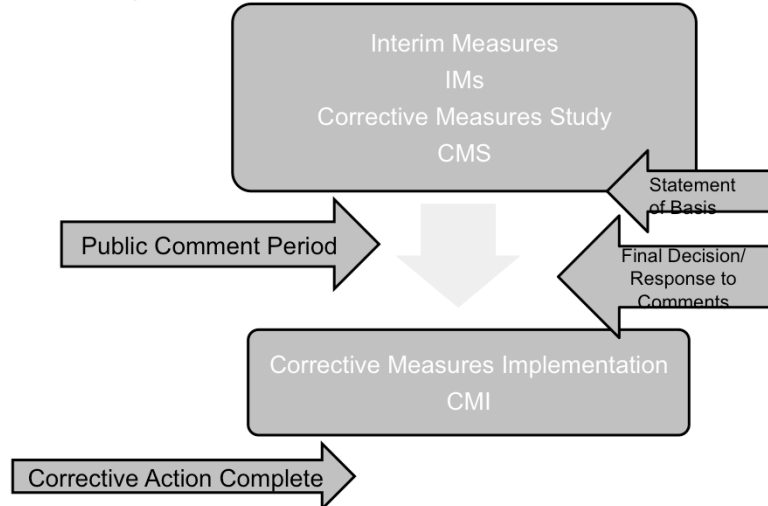 Interim Measures
IMs
Corrective Measures Study
CMS
Statement
of Basis
Public Comment Period
Final Decision/
Response to
Comments
Corrective Measures Implementation
CMI
Corrective Action Complete